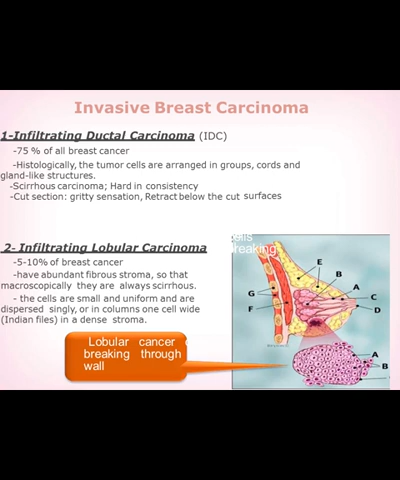 Invasive Breast Carcinoma
1-Infiltrating Ductal Carcinoma (IDC)
-75 % of all breast cancer
-Histologically, the tumor cells are arranged in groups, cords and
gland-like structures.
-Scirrhous carcinoma; Hard in consistency
-Cut section: gritty sensation, Retract below the cut surfaces
cells
breaking
2- Infiltrating Lobular Carcinoma
-5-10% of breast cancer
-have abundant fibrous stroma, so that
macroscopically they are always scirrhous.
- the cells are small and uniform and are
dispersed singly, or in columns one cell wide
(Indian files) in a dense stroma.
E
B
A
G
C
F
D
A
B
Lobular cancer
breaking through
wall